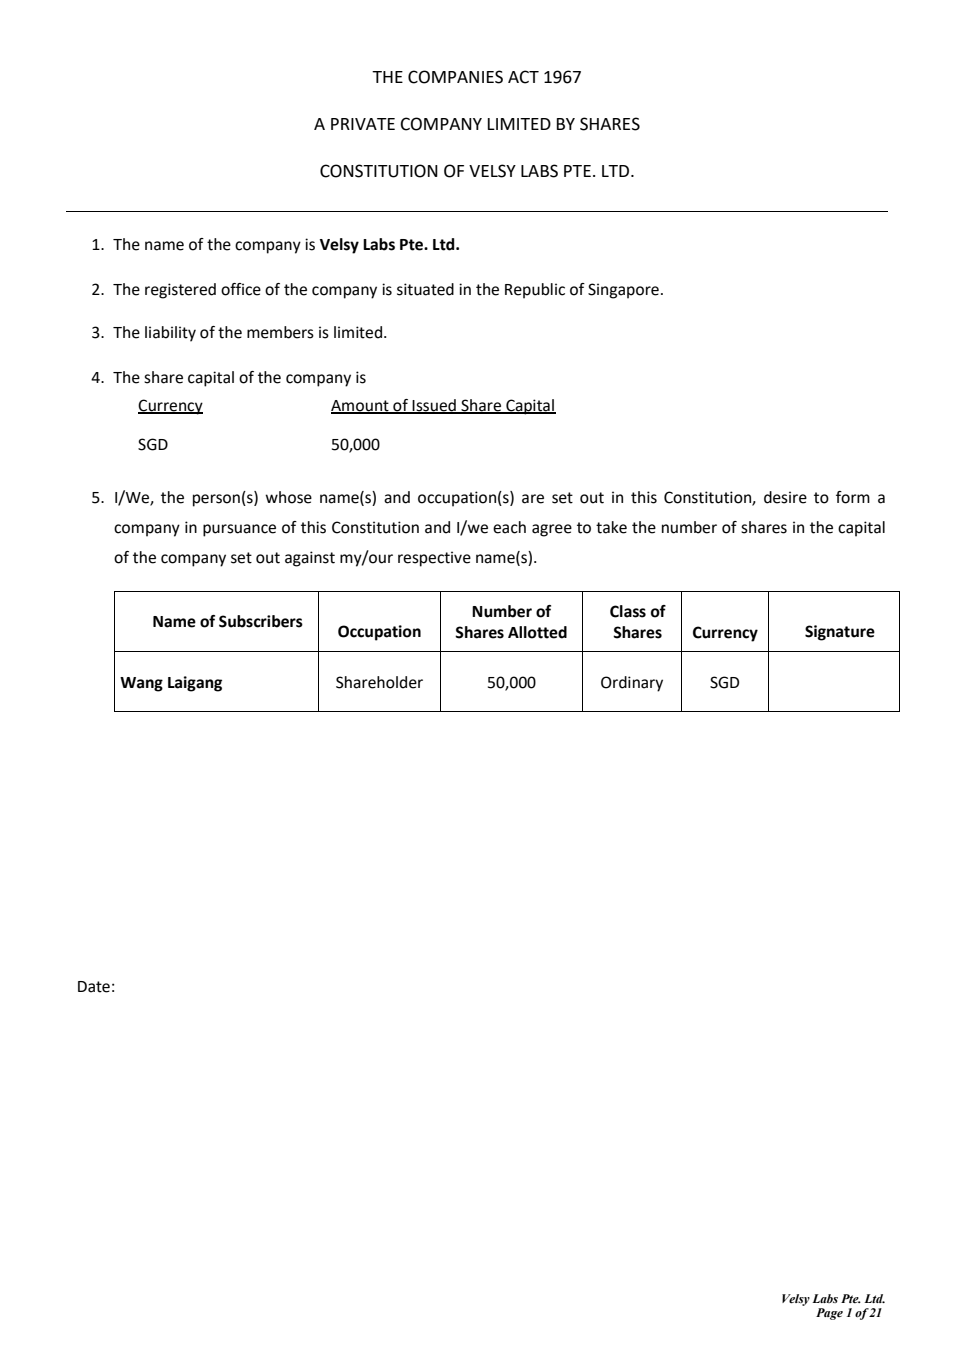 THE COMPANIES ACT 1967
A PRIVATE COMPANY LIMITED BY SHARES
CONSTITUTION OF VELSY LABS PTE. LTD.
1. The name of the company is Velsy Labs Pte. Ltd.
2. The registered office of the company is situated in the Republic of Singapore.
3. The liability of the members is limited.
4. The share capital of the company is
Currency Amount of Issued Share Capital
SGD 50,000
5. I/We, the person(s) whose name(s) and occupation(s) are set out in this Constitution, desire to form a
company in pursuance of this Constitution and I/we each agree to take the number of shares in the capital
of the company set out against my/our respective name(s).
Name of Subscribers Occupation Number of Shares Allotted Class of Shares Currency Signature
Wang Laigang Shareholder 50,000 Ordinary SGD
Date:
Velsy Labs Pte. Ltd.
Page 1 of 21